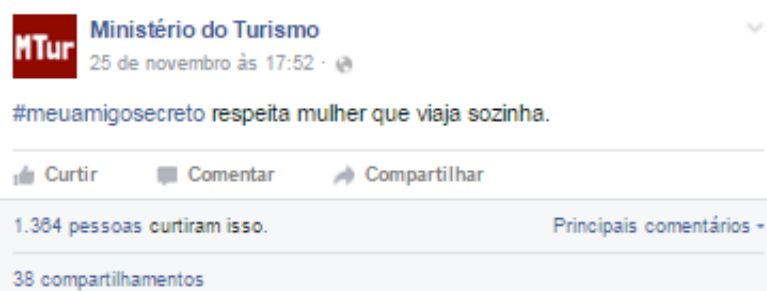 MTur
Ministério do Turismo
25 de novembro às 17:52 ·
#meuamigosecreto respeita mulher que viaja sozinha.
Curtir Comentar Compartilhar
1.364 pessoas curtiram isso. Principais comentários
38 compartilhamentos